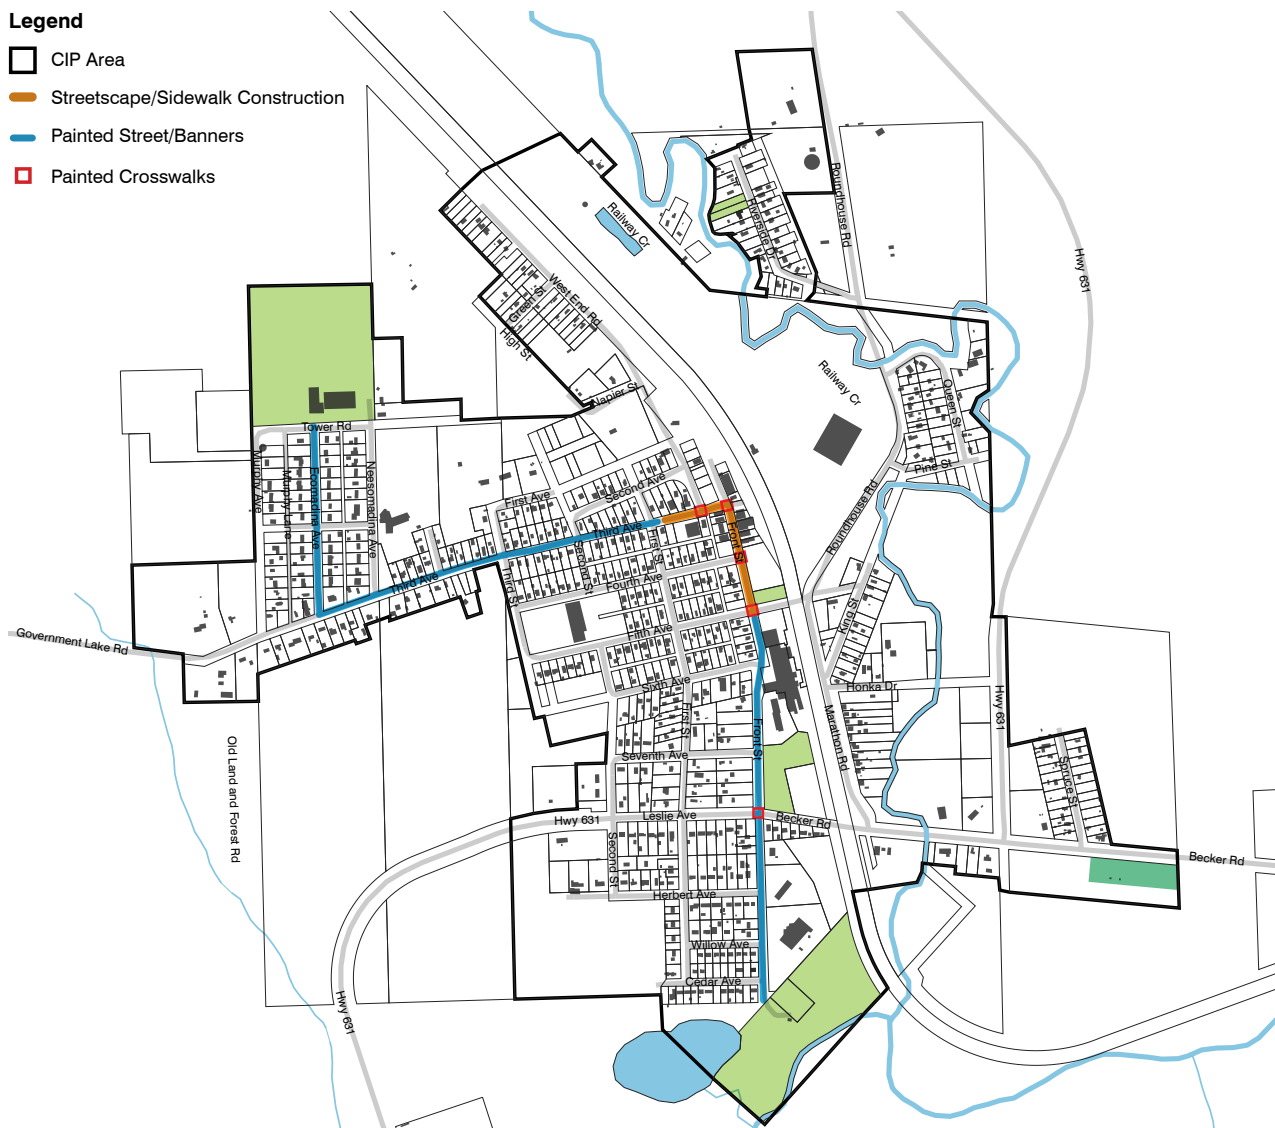 Legend
CIP Area
Streetscape/Sidewalk Construction
Painted Street/Banners
Painted Crosswalks
Railway Cr
Riverside Dr
Roundhouse Rd
Hwy 631
West End Rd
Green St
High St
Napier St
Railway Cr
Queen St
Pine St
Tower Rd
Murphy Ave
Murphy Lane
Eoomadina Ave
Neesomadina Ave
First Ave
Second Ave
Third Ave
Front St
First St
Second St
Third St
Fourth Ave
Third Ave
Roundhouse Rd
King St
Fifth Ave
Sixth Ave
Government Lake Rd
Honka Dr
Hwy 631
Marathon Rd
First St
Front St
Seventh Ave
Old Land and Forest Rd
Spruce St
Hwy 631
Leslie Ave
Becker Rd
Becker Rd
Second St
Herbert Ave
Willow Ave
Cedar Ave
Hwy 631